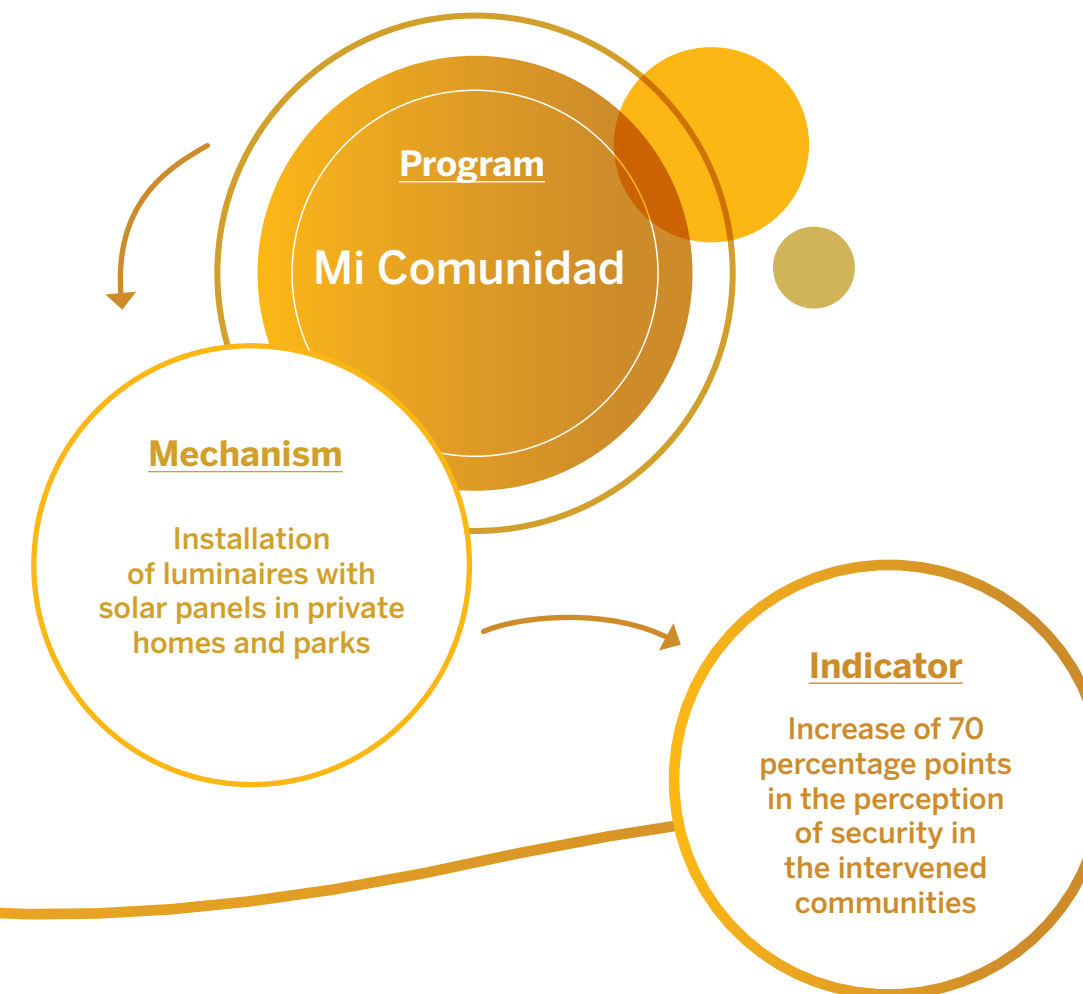 Program
Mi Comunidad
Mechanism
Installation
of luminaires with
solar panels in private
homes and parks
Indicator
Increase of 70
percentage points
in the perception
of security in
the intervened
communities